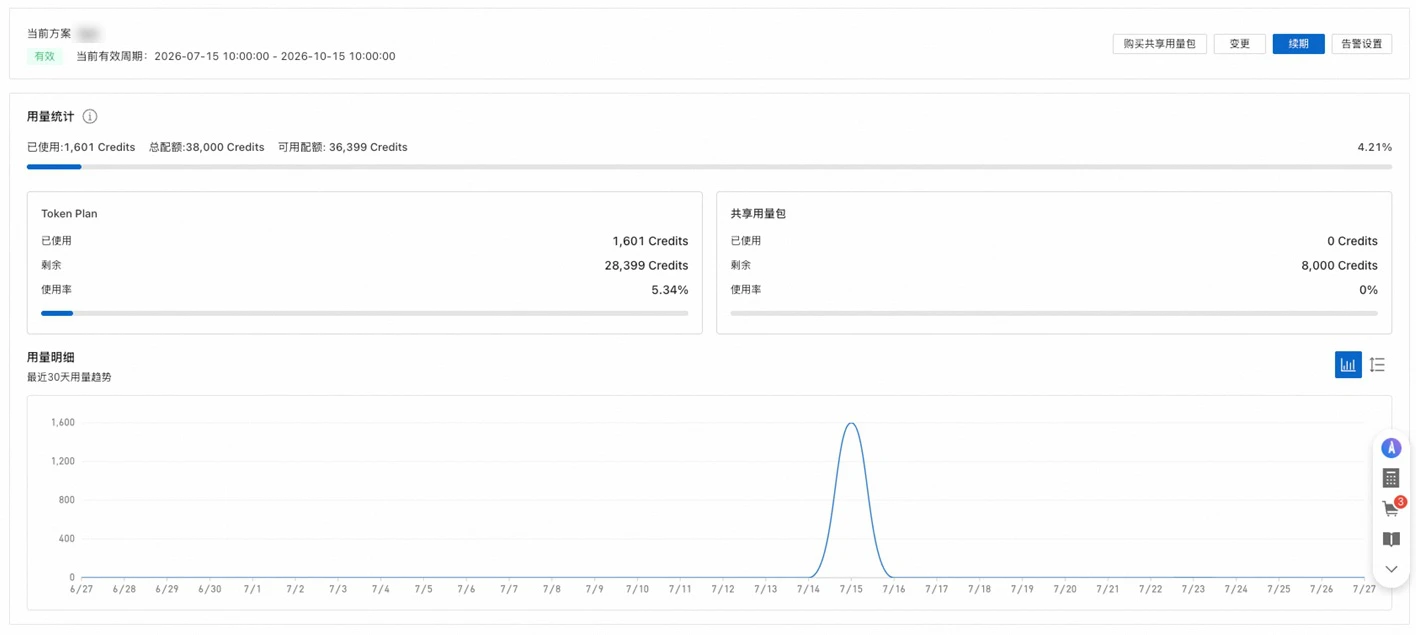 当前方案
有效 当前有效周期: 2026-07-15 10:00:00 - 2026-10-15 10:00:00
购买共享用量包 变更 续期 告警设置
用量统计
已使用:1,601 Credits 总配额:38,000 Credits 可用配额: 36,399 Credits 4.21%
Token Plan
已使用 1,601 Credits
剩余 28,399 Credits
使用率 5.34%
共享用量包
已使用 0 Credits
剩余 8,000 Credits
使用率 0%
用量明细
最近30天用量趋势
1,600
1,200
800
400
0
6/27 6/28 6/29 6/30 7/1 7/2 7/3 7/4 7/5 7/6 7/7 7/8 7/9 7/10 7/11 7/12 7/13 7/14 7/15 7/16 7/17 7/18 7/19 7/20 7/21 7/22 7/23 7/24 7/25 7/26 7/27
3